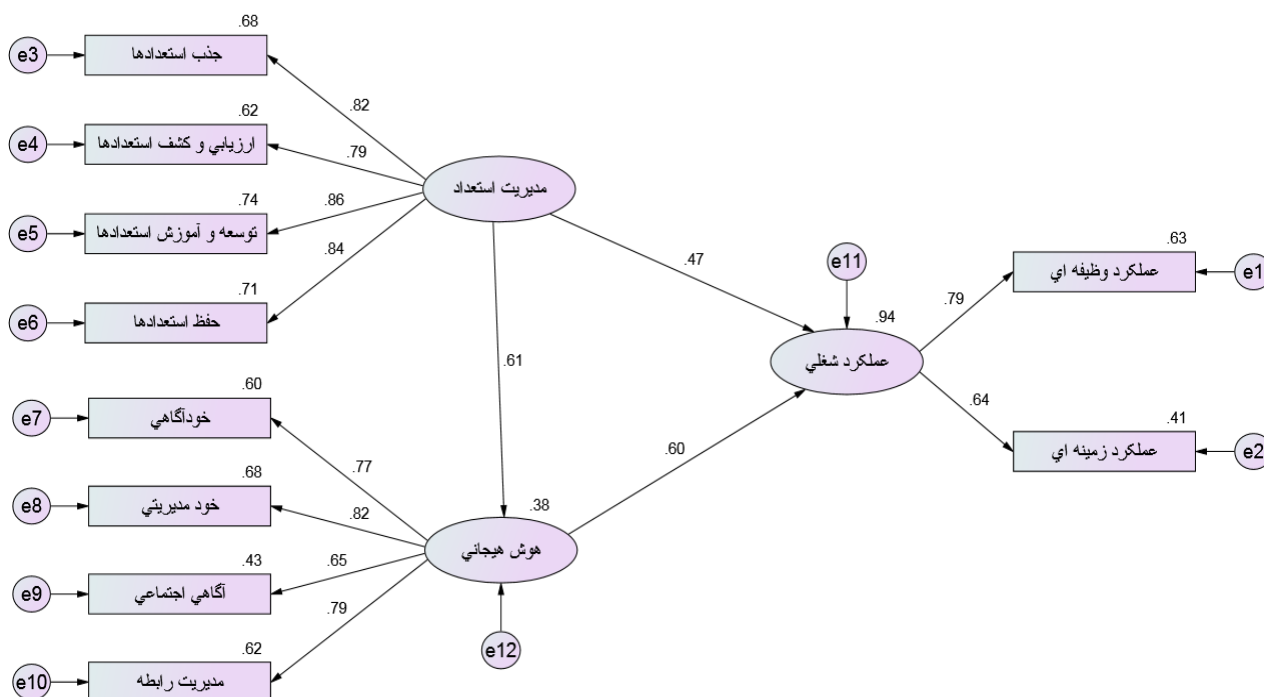 .68
e3
جذب استعدادها
.82
.62
e4
ارزيابي و كشف استعدادها
.79
مديريت استعداد
.74
.86
e5
توسعه و آموزش استعدادها
.84
.71
e6
حفظ استعدادها
.47
e11
.63
عملكرد وظيفه اي
e1
.79
.94
عملكرد شغلي
.61
.64
.41
عملكرد زمينه اي
e2
.60
.60
e7
خودآگاهي
.77
.68
e8
خود مديريتي
.82
.38
هوش هيجاني
.43
.65
e9
آگاهي اجتماعي
.79
e12
.62
e10
مديريت رابطه